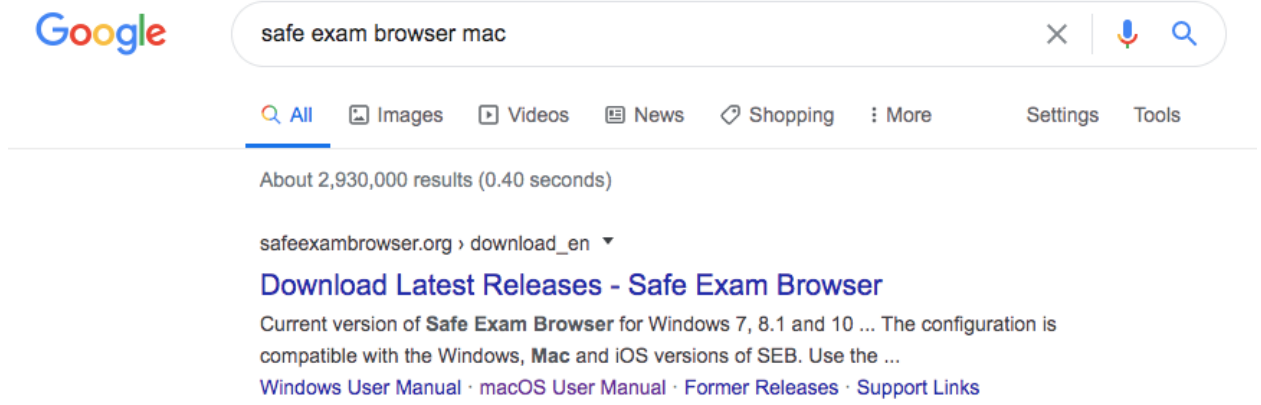 Google safe exam browser mac
All Images Videos News Shopping More Settings Tools
About 2,930,000 results (0.40 seconds)
safeexambrowser.org › download_en
Download Latest Releases - Safe Exam Browser
Current version of Safe Exam Browser for Windows 7, 8.1 and 10 ... The configuration is
compatible with the Windows, Mac and iOS versions of SEB. Use the ...
Windows User Manual · macOS User Manual · Former Releases · Support Links